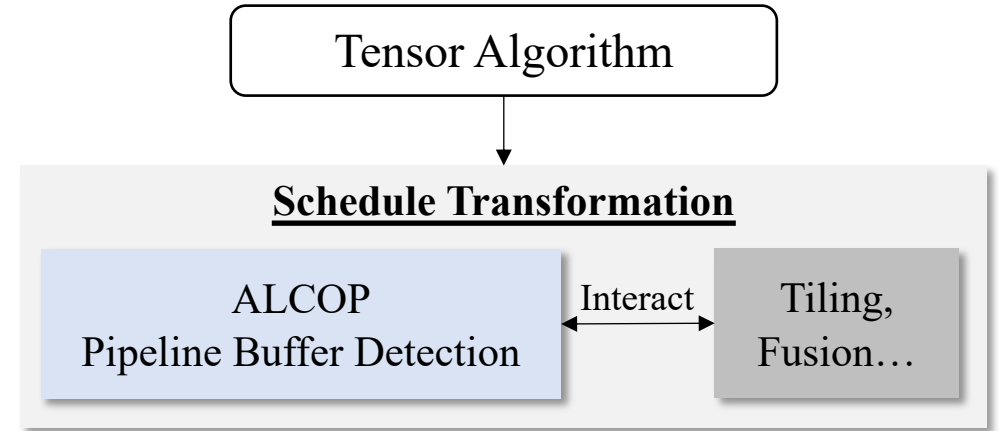 Tensor Algorithm
Schedule Transformation
ALCOP
Pipeline Buffer Detection
Interact
Tiling,
Fusion…